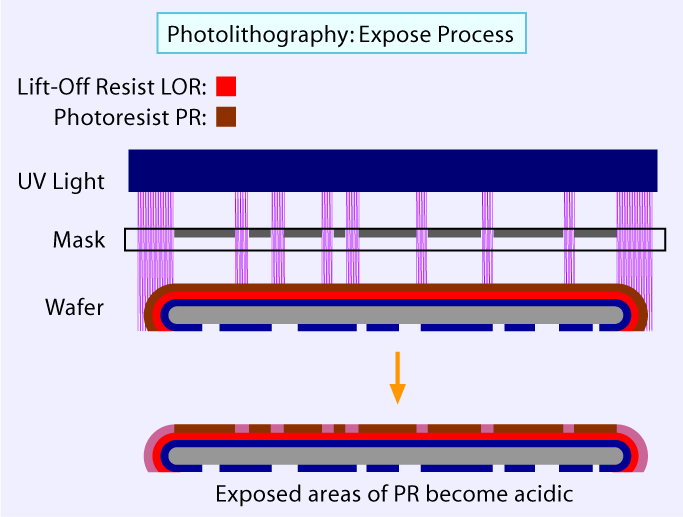 Photolithography: Expose Process
Lift-Off Resist LOR:
Photoresist PR:
UV Light
Mask
Wafer
Exposed areas of PR become acidic